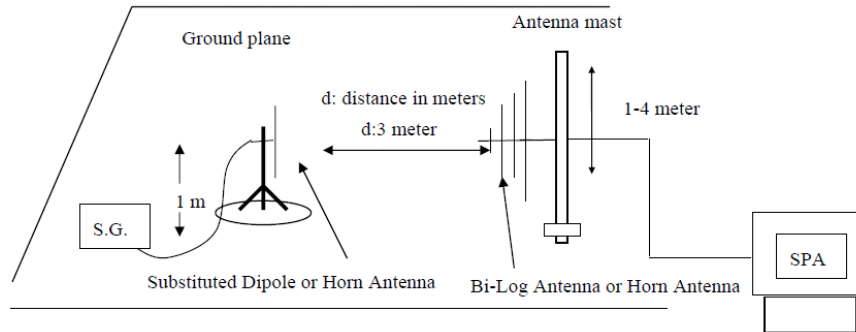 Antenna mast
Ground plane
d: distance in meters
d:3 meter
1-4 meter
1 m
S.G.
SPA
Substituted Dipole or Horn Antenna
Bi-Log Antenna or Horn Antenna